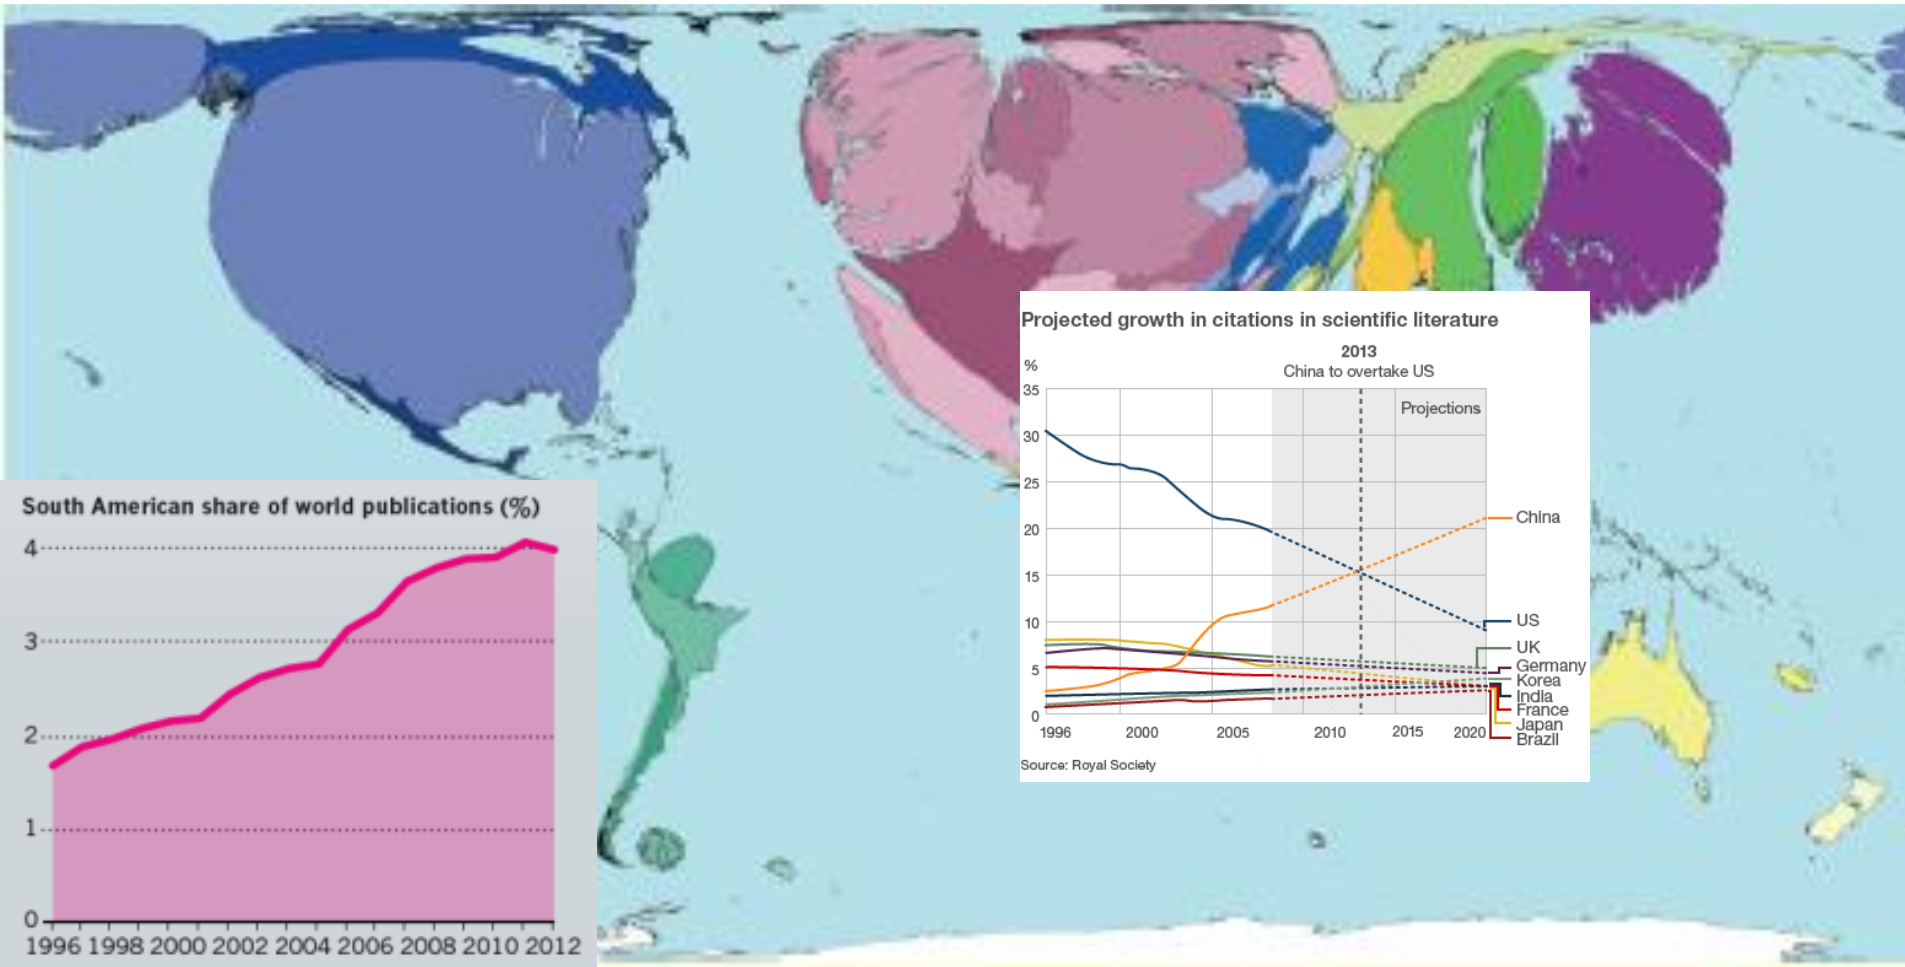 Projected growth in citations in scientific literature
2013
China to overtake US
%
35
Projections
30
25
20
15
10
5
0
China
US
UK
Germany
Korea
India
France
Japan
Brazil
1996 2000 2005 2010 2015 2020
Source: Royal Society
South American share of world publications (%)
4
3
2
1
0
1996 1998 2000 2002 2004 2006 2008 2010 2012